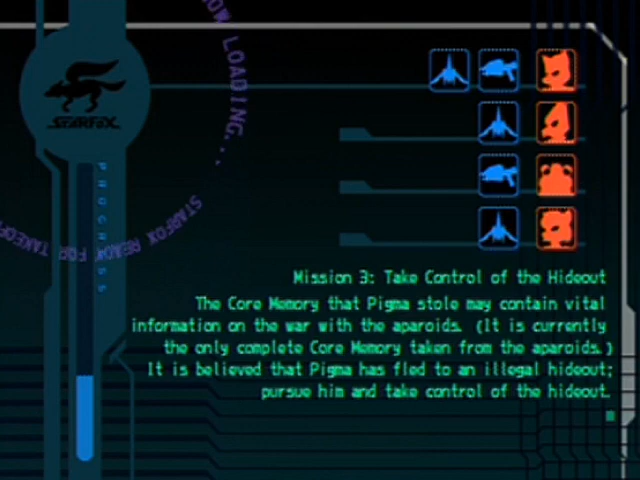 NOW LOADING...
STARFOX READY FOR TAKEOFF
STARFOX
PROGRESS
Mission 3: Take Control of the Hideout
The Core Memory that Pigma stole may contain vital
information on the war with the aparoids. (It is currently
the only complete Core Memory taken from the aparoids.)
It is believed that Pigma has fled to an illegal hideout;
pursue him and take control of the hideout.